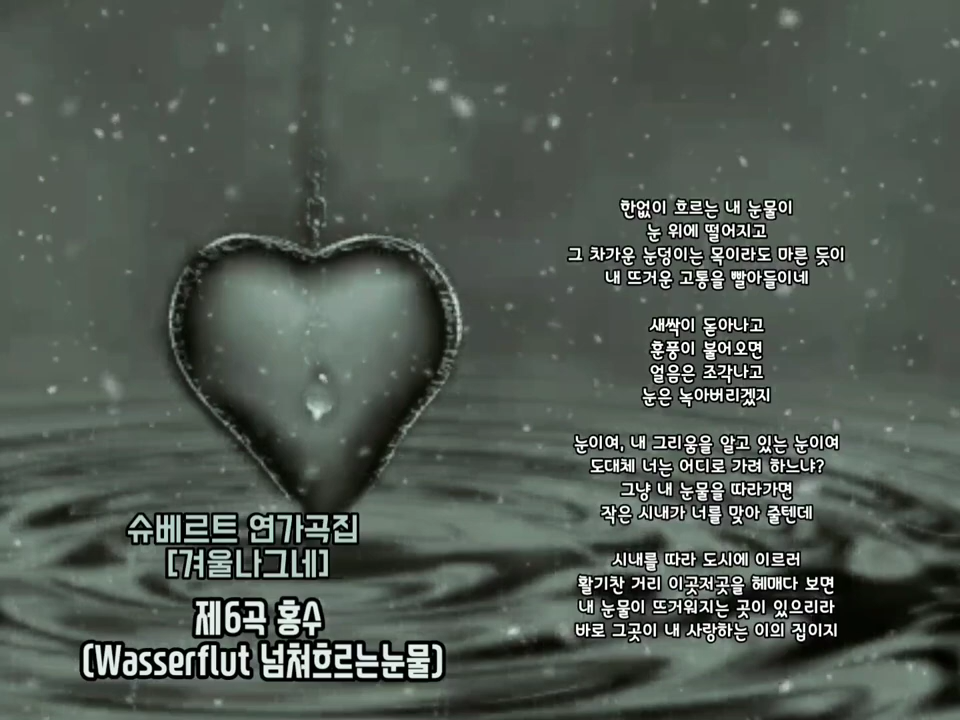 한없이 흐르는 내 눈물이
눈 위에 떨어지고
그 차가운 눈덩이는 목이라도 마른 듯이
내 뜨거운 고통을 빨아들이네
새싹이 돋아나고
훈풍이 불어오면
얼음은 조각나고
눈은 녹아버리겠지
눈이여, 내 그리움을 알고 있는 눈이여
도대체 너는 어디로 가려 하느냐?
그냥 내 눈물을 따라가면
작은 시내가 너를 맞아 줄텐데
시내를 따라 도시에 이르러
활기찬 거리 이곳저곳을 헤매다 보면
내 눈물이 뜨거워지는 곳이 있으리라
바로 그곳이 내 사랑하는 이의 집이지
슈베르트 연가곡집
[겨울나그네]
제6곡 홍수
(Wasserflut 넘쳐흐르는눈물)